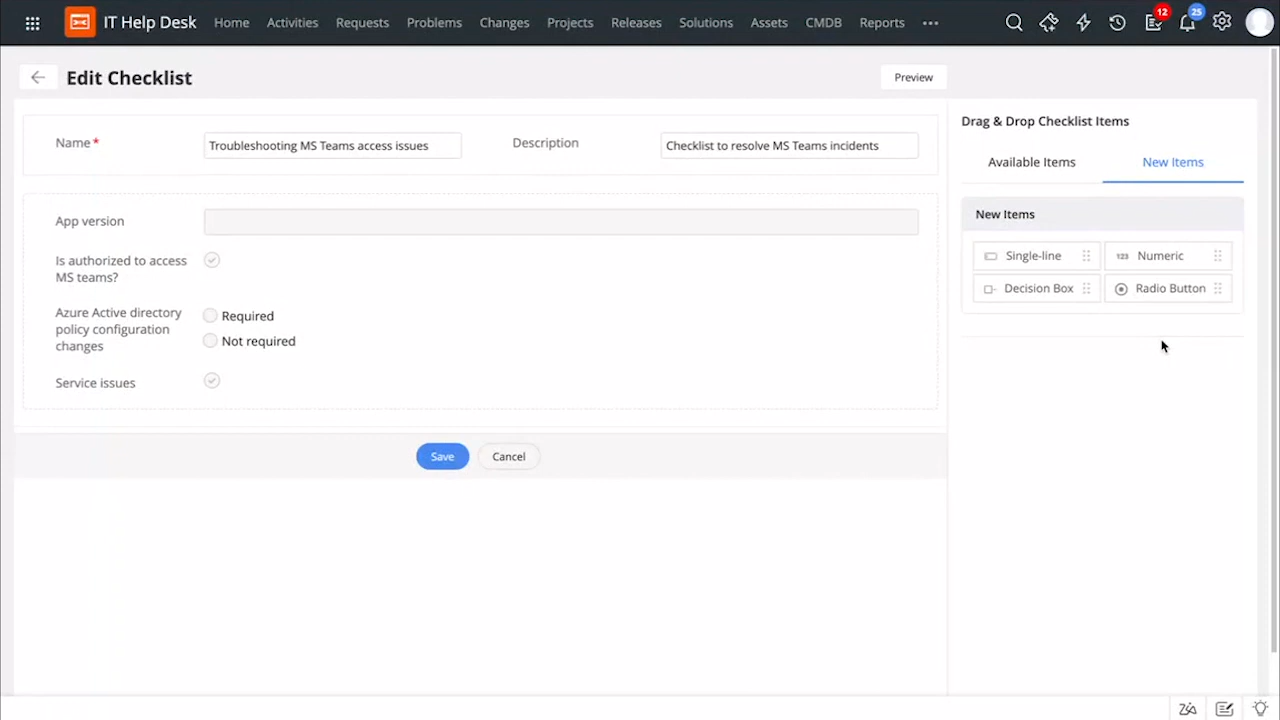 IT Help Desk Home Activities Requests Problems Changes Projects Releases Solutions Assets CMDB Reports 12 25
Edit Checklist
Preview
Name* Troubleshooting MS Teams access issues Description Checklist to resolve MS Teams incidents
App version
Is authorized to access
MS teams?
Azure Active directory
policy configuration
changes
Required
Not required
Service issues
Save Cancel
Drag & Drop Checklist Items
Available Items New Items
New Items
Single-line 123 Numeric
Decision Box Radio Button